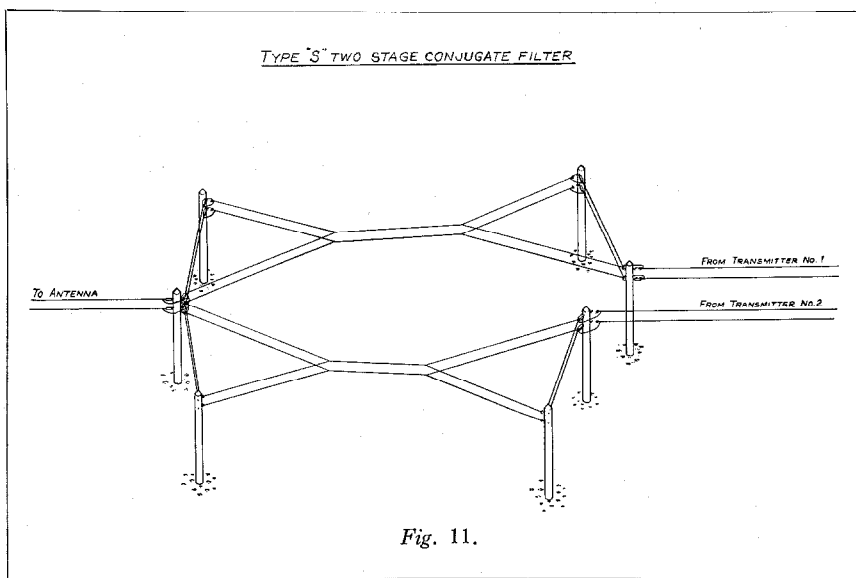 TYPE "S" TWO STAGE CONJUGATE FILTER
FROM TRANSMITTER NO.1
TO ANTENNA
FROM TRANSMITTER NO.2
Fig. 11.